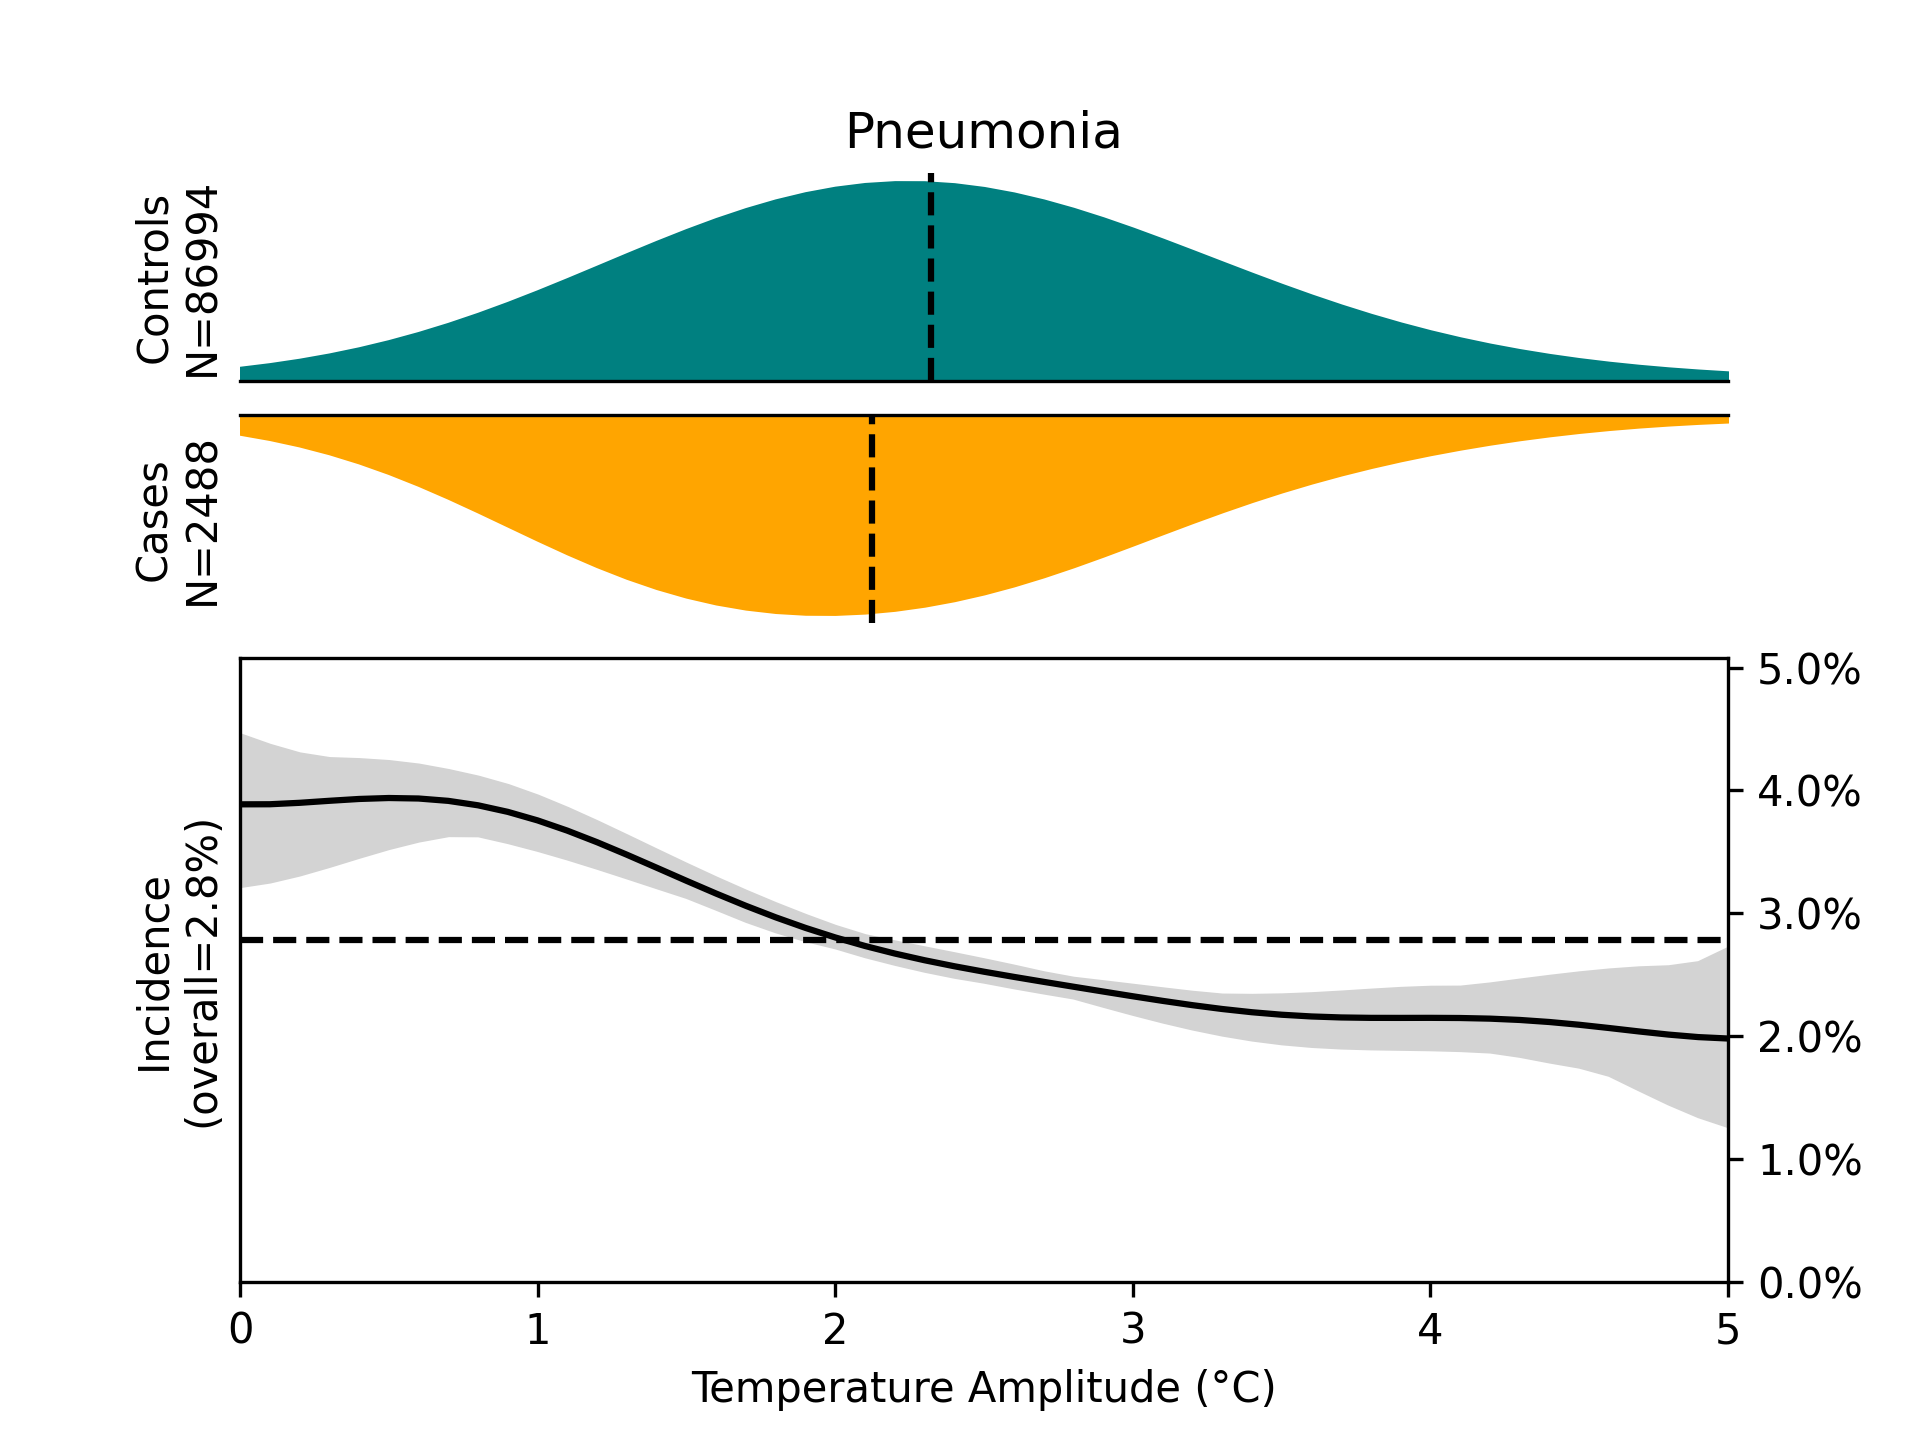 Pneumonia
Controls
N=86994
Cases
N=2488
Incidence
(overall=2.8%)
5.0%
4.0%
3.0%
2.0%
1.0%
0.0%
0 1 2 3 4 5
Temperature Amplitude (°C)